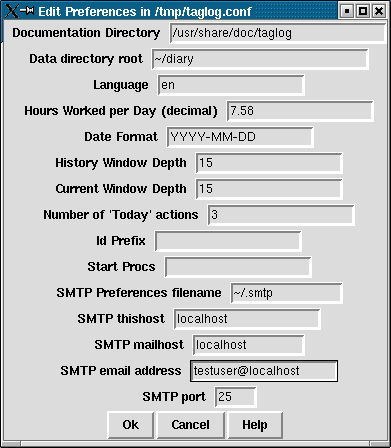 Edit Preferences in /tmp/taglog.conf
Documentation Directory /usr/share/doc/taglog
Data directory root ~/diary
Language en
Hours Worked per Day (decimal) 7.58
Date Format YYYY-MM-DD
History Window Depth 15
Current Window Depth 15
Number of 'Today' actions 3
Id Prefix
Start Procs
SMTP Preferences filename ~/.smtp
SMTP thishost localhost
SMTP mailhost localhost
SMTP email address testuser@localhost
SMTP port 25
Ok Cancel Help